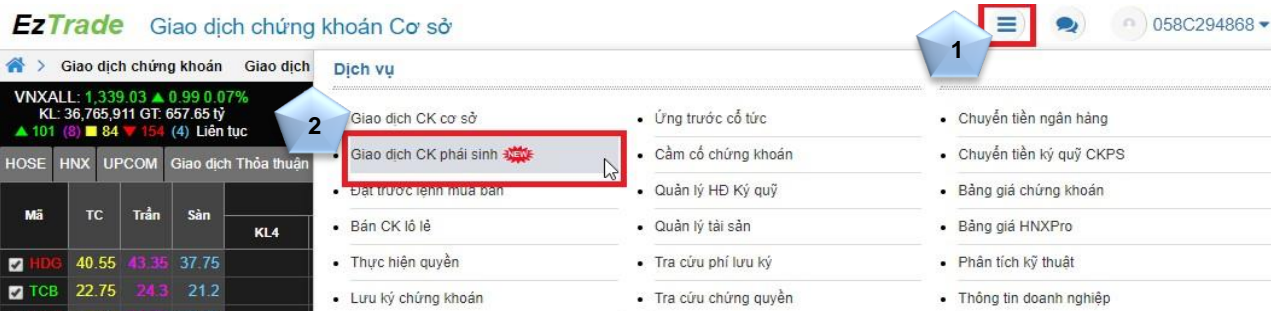 EzTrade Giao dịch chứng khoán Cơ sở
1
058C294868
> Giao dịch chứng khoán Giao dịch
Dịch vụ
VNXALL: 1,339.03 ▲ 0.99 0.07%
KL: 36,765,911 GT: 657.65 tỷ
▲ 101 (8) ■ 84 ▼ 154 (4) Liên tục
2
Giao dịch CK cơ sở
Ứng trước cổ tức
Chuyển tiền ngân hàng
Giao dịch CK phái sinh NEW
Cầm cố chứng khoán
Chuyển tiền ký quỹ CKPS
Đặt trước lệnh mua bán
Quản lý HĐ Ký quỹ
Bảng giá chứng khoán
Bán CK lô lẻ
Quản lý tài sản
Bảng giá HNXPro
Thực hiện quyền
Tra cứu phí lưu ký
Phân tích kỹ thuật
Lưu ký chứng khoán
Tra cứu chứng quyền
Thông tin doanh nghiệp
HOSE HNX UPCOM Giao dịch Thỏa thuận
Mã TC Trần Sàn
KL4
HDG 40.55 43.35 37.75
TCB 22.75 24.3 21.2